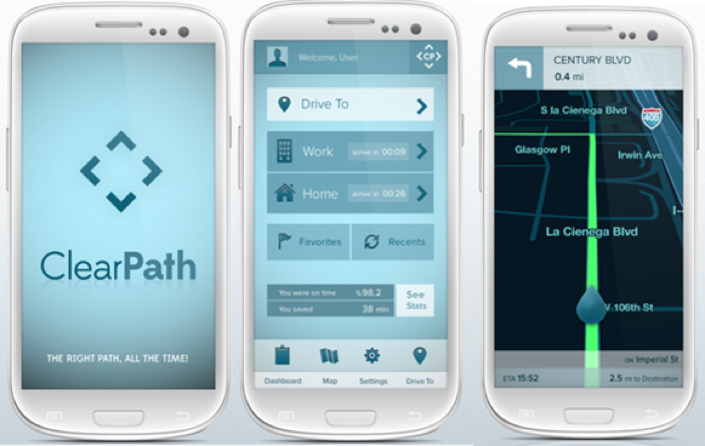 ClearPath
THE RIGHT PATH, ALL THE TIME!
Welcome, User.
CP
Drive To
Work arrive in 00:09
Home arrive in 00:26
Favorites
Recents
You were on time %98.2
You saved 38 min
See
Stats
Dashboard Map Settings Drive To
CENTURY BLVD
0.4 mi
S la Cienega Blvd
405
Glasgow Pl
Irwin Ave
I-
La Cienega Blvd
W 106th St
ON Imperial St
ETA 15:52
2.5 mi to Destination